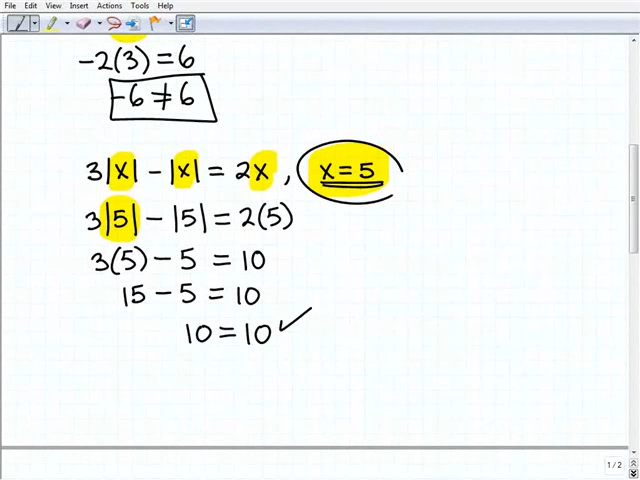 File Edit View Insert Actions Tools Help
-2(3) = 6
-6 ≠ 6
3|x| - |x| = 2x, x = 5
3|5| - |5| = 2(5)
3(5) - 5 = 10
15 - 5 = 10
10 = 10 ✓
1/2